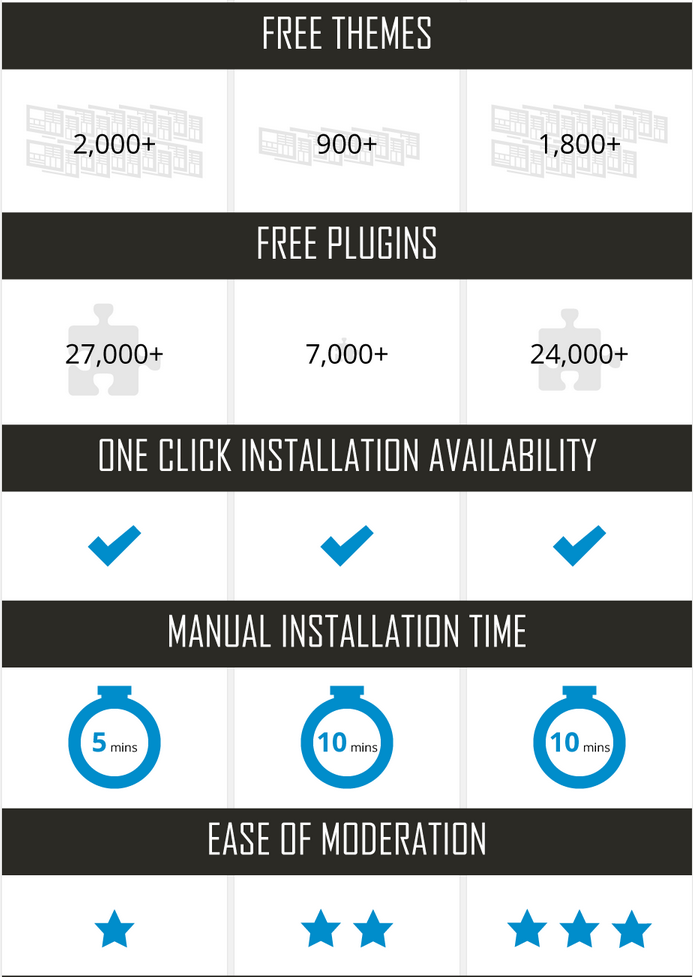 FREE THEMES
2,000+ 900+ 1,800+
FREE PLUGINS
27,000+ 7,000+ 24,000+
ONE CLICK INSTALLATION AVAILABILITY
MANUAL INSTALLATION TIME
5 mins 10 mins 10 mins
EASE OF MODERATION